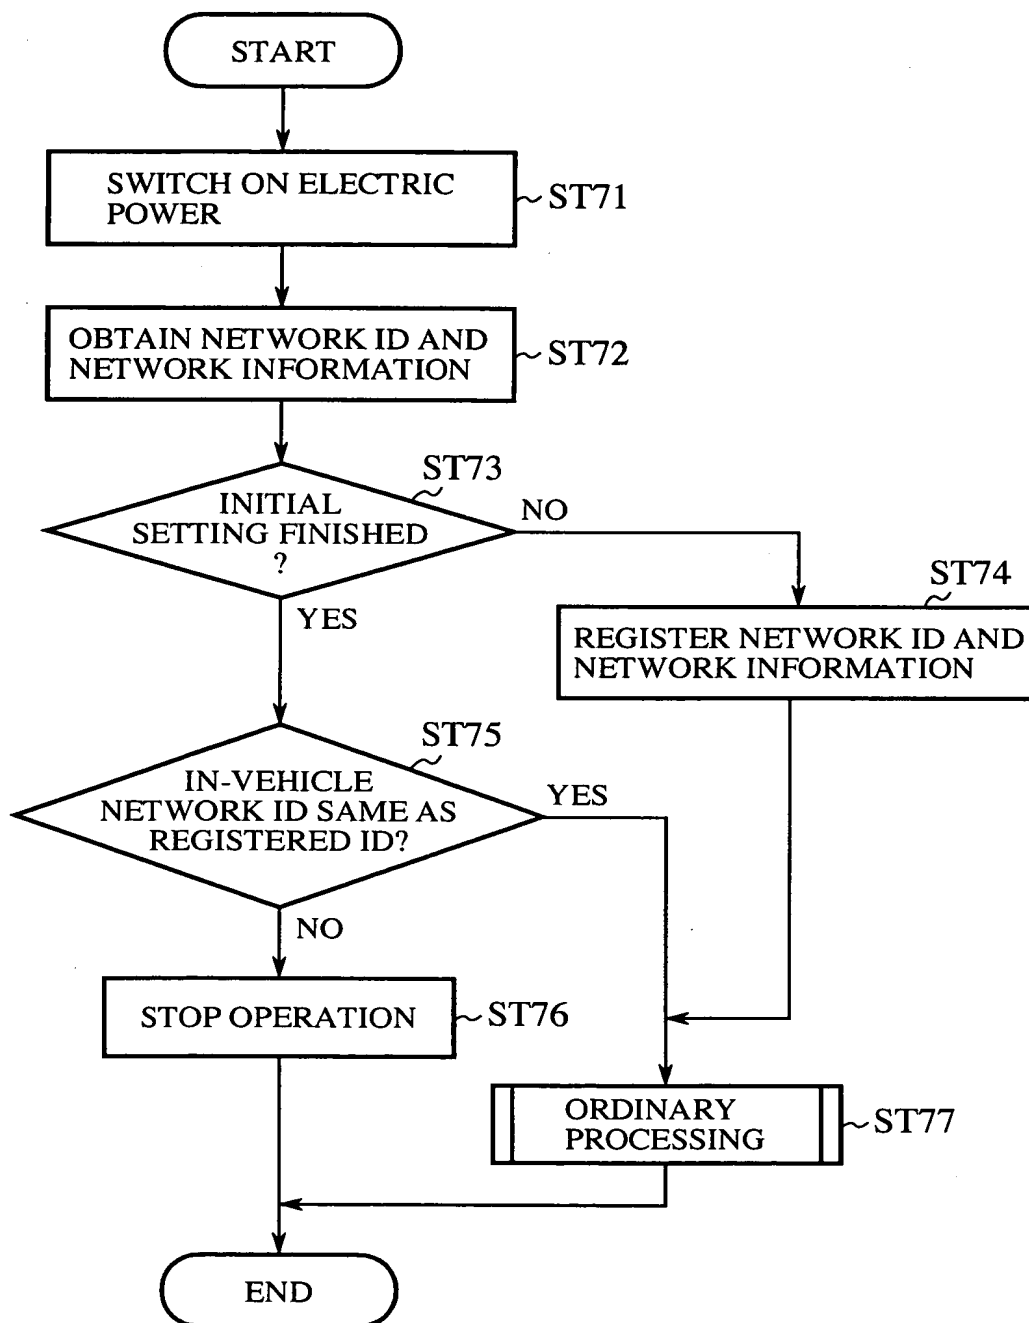 START
SWITCH ON ELECTRIC
POWER
ST71
OBTAIN NETWORK ID AND
NETWORK INFORMATION
ST72
ST73
INITIAL
SETTING FINISHED
?
NO
YES
ST74
REGISTER NETWORK ID AND
NETWORK INFORMATION
ST75
IN-VEHICLE
NETWORK ID SAME AS
REGISTERED ID?
YES
NO
STOP OPERATION
ST76
ORDINARY
PROCESSING
ST77
END